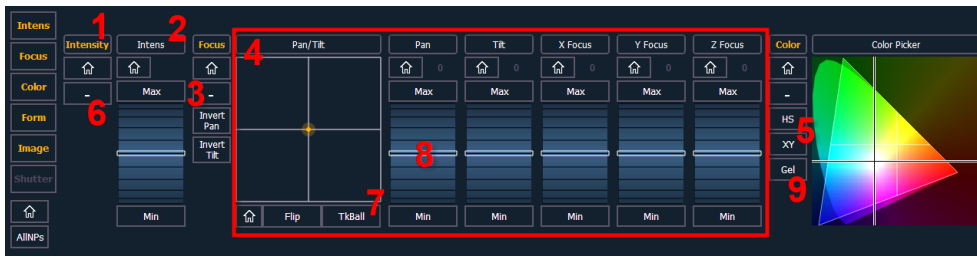 Intens
Focus
Color
Form
Image
Shutter
AllNPs
1
Intensity
-
6
2
Intens
Max
Min
Focus
3
-
Invert
Pan
Invert
Tilt
4
Pan/Tilt
Flip
TkBall
7
Pan
0
Max
8
Min
Tilt
0
Max
Min
X Focus
0
Max
Min
Y Focus
0
Max
Min
Z Focus
0
Max
Min
Color
-
HS
5
XY
Gel
9
Color Picker